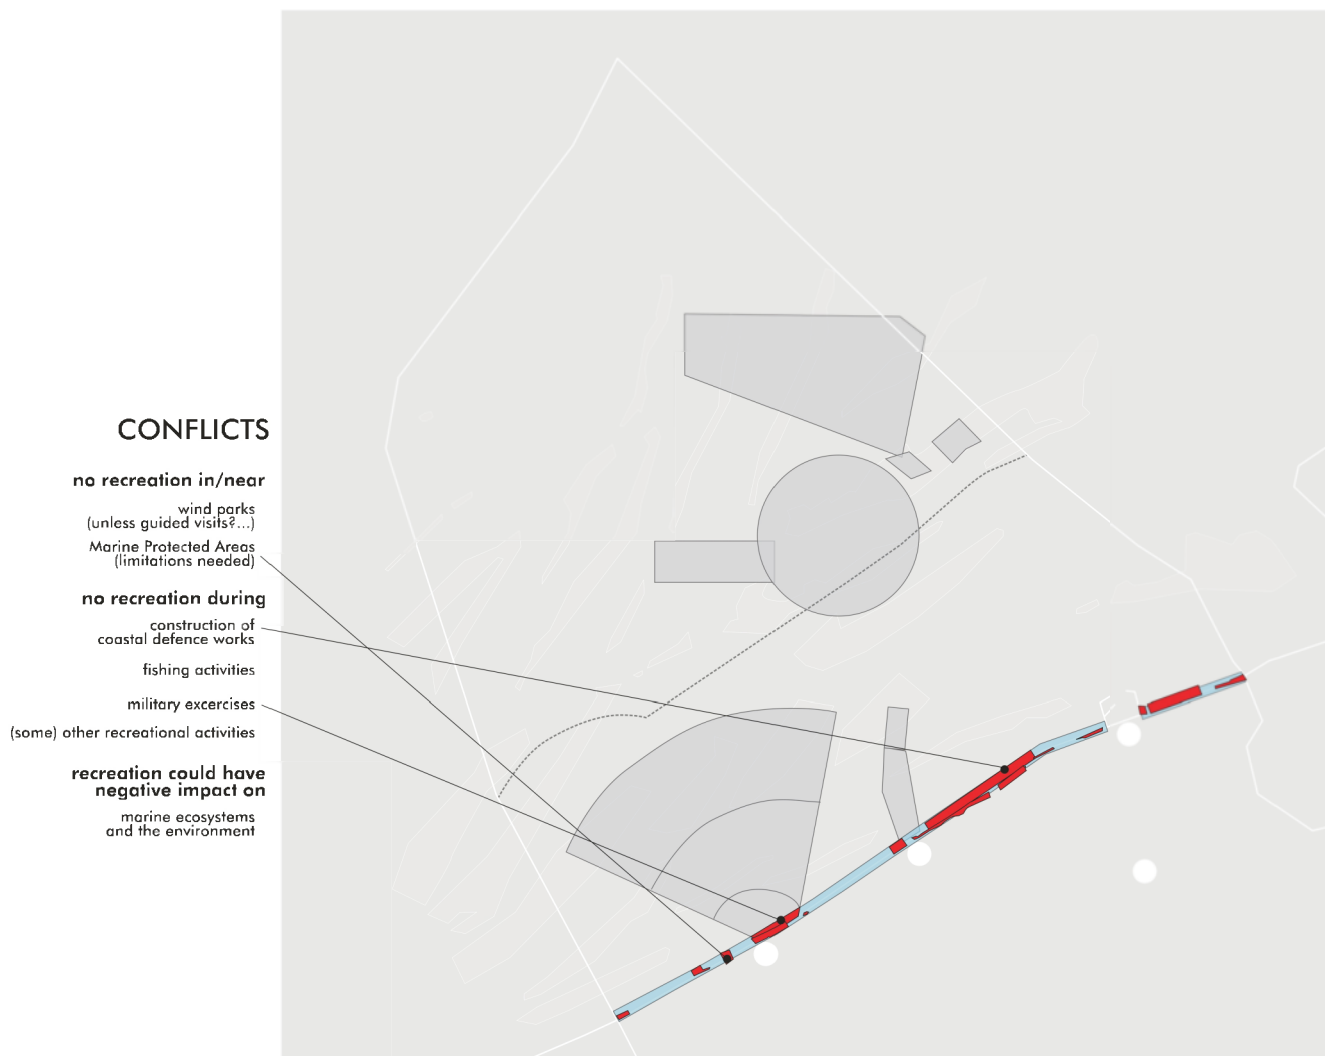 CONFLICTS
no recreation in/near
wind parks
(unless guided visits?...)
Marine Protected Areas
(limitations needed)
no recreation during
construction of
coastal defence works
fishing activities
military excercises
(some) other recreational activities
recreation could have
negative impact on
marine ecosystems
and the environment